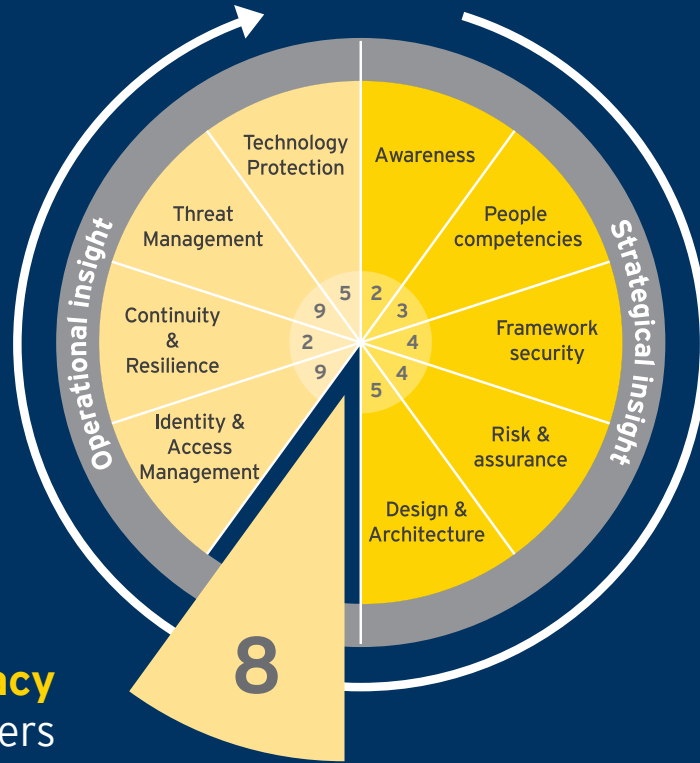 Technology
Protection
Awareness
Threat
Management
People
competencies
Continuity
&
Resilience
Framework
security
Identity &
Access
Management
Risk &
assurance
Design &
Architecture
Operational insight
Strategical insight
5
2
9
3
2
4
9
4
5
8